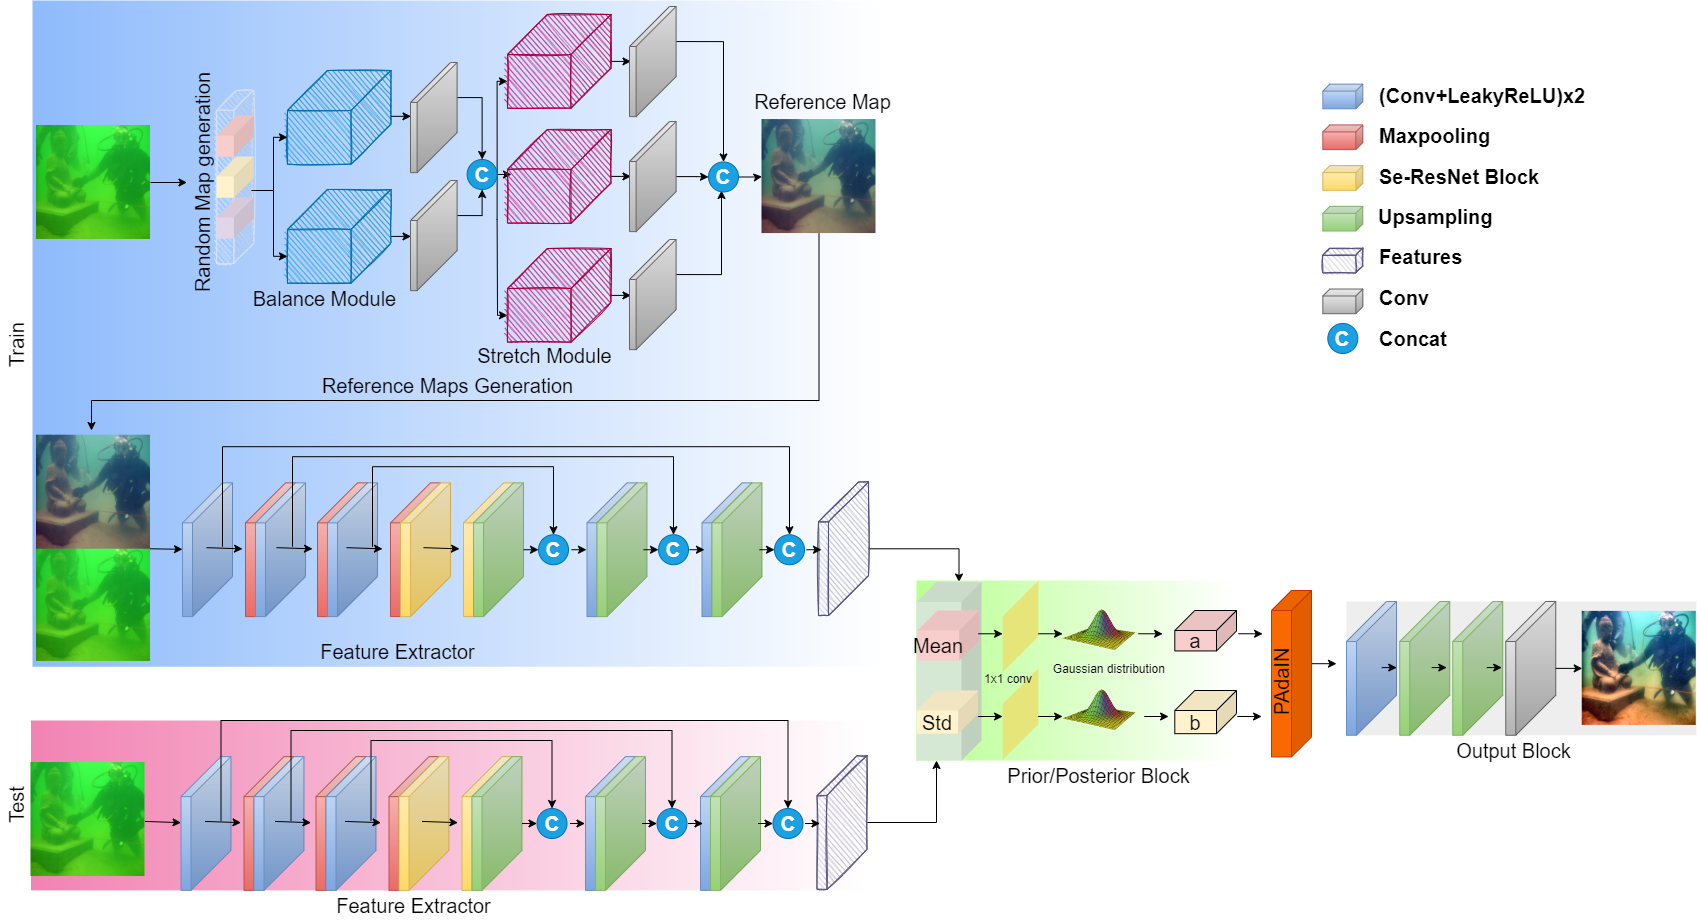 Train
Random Map generation
Balance Module
C
Stretch Module
C
Reference Map
Reference Maps Generation
(Conv+LeakyReLU)x2
Maxpooling
Se-ResNet Block
Upsampling
Features
Conv
C
Concat
C
C
C
Feature Extractor
Mean
Std
1x1 conv
Gaussian distribution
a
b
Prior/Posterior Block
PAdaIN
Output Block
Test
C
C
C
Feature Extractor